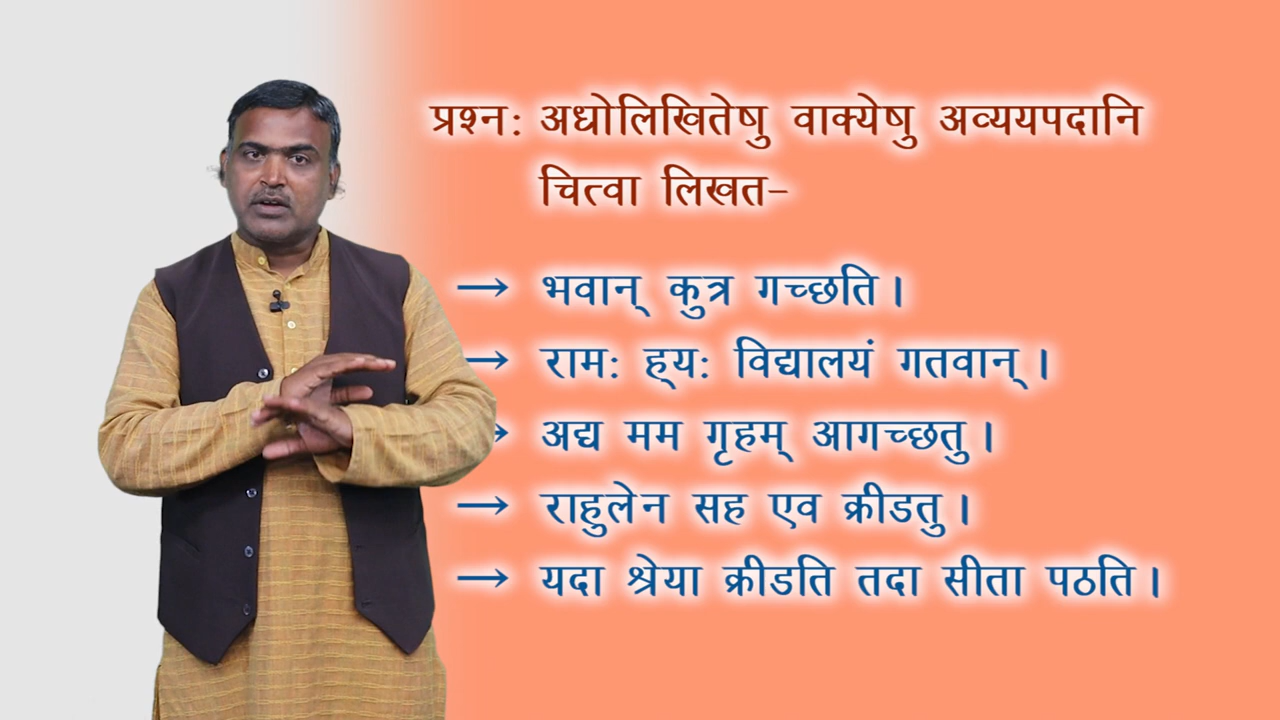 प्रश्न: अधोलिखितेषु वाक्येषु अव्ययपदानि
चित्वा लिखत-
→ भवान् कुत्र गच्छति।
→ रामः ह्यः विद्यालयं गतवान्।
→ अद्य मम गृहम् आगच्छतु।
→ राहुलेन सह एव क्रीडतु।
→ यदा श्रेया क्रीडति तदा सीता पठति।